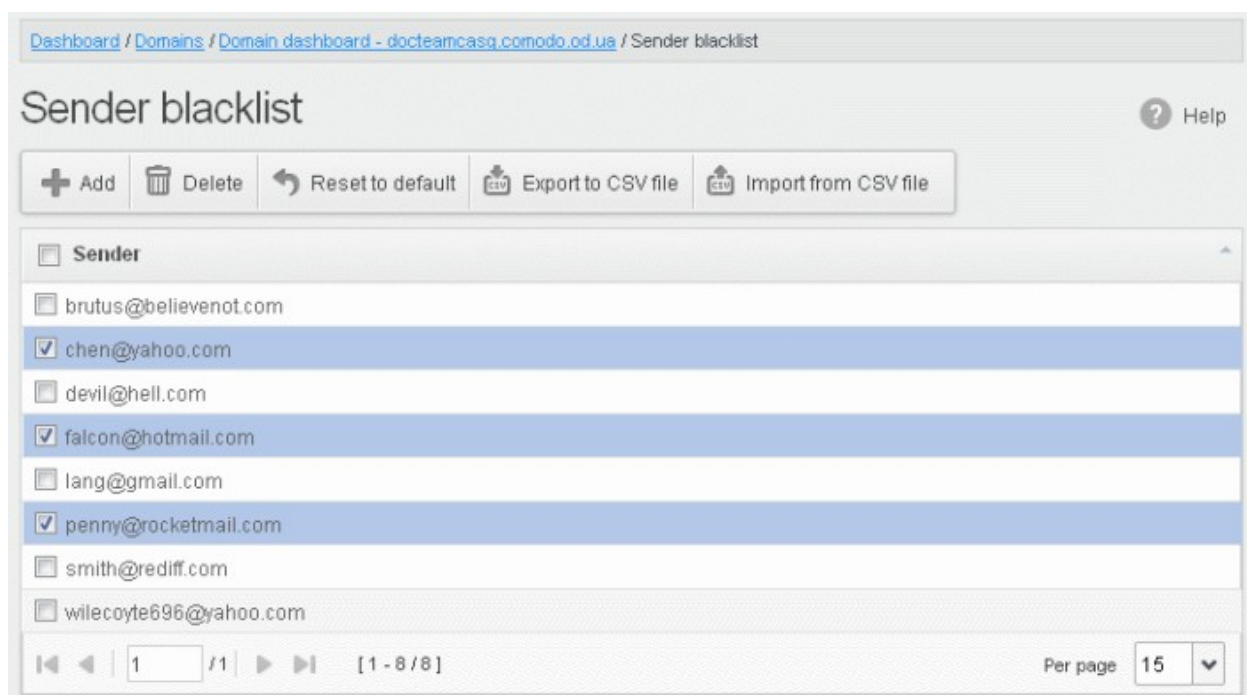 Dashboard / Domains / Domain dashboard - docteamcasg.comodo.od.ua / Sender blacklist
Sender blacklist
Help
Add Delete Reset to default Export to CSV file Import from CSV file
Sender
brutus@believenot.com
chen@yahoo.com
devil@hell.com
falcon@hotmail.com
lang@gmail.com
penny@rocketmail.com
smith@rediff.com
wilecoyte696@yahoo.com
1 /1 [1-8/8] Per page 15